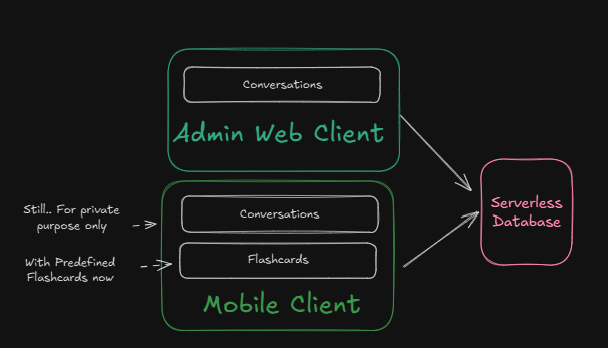 Conversations
Admin Web Client
Still.. For private
purpose only
Conversations
With Predefined
Flashcards now
Flashcards
Mobile Client
Serverless
Database